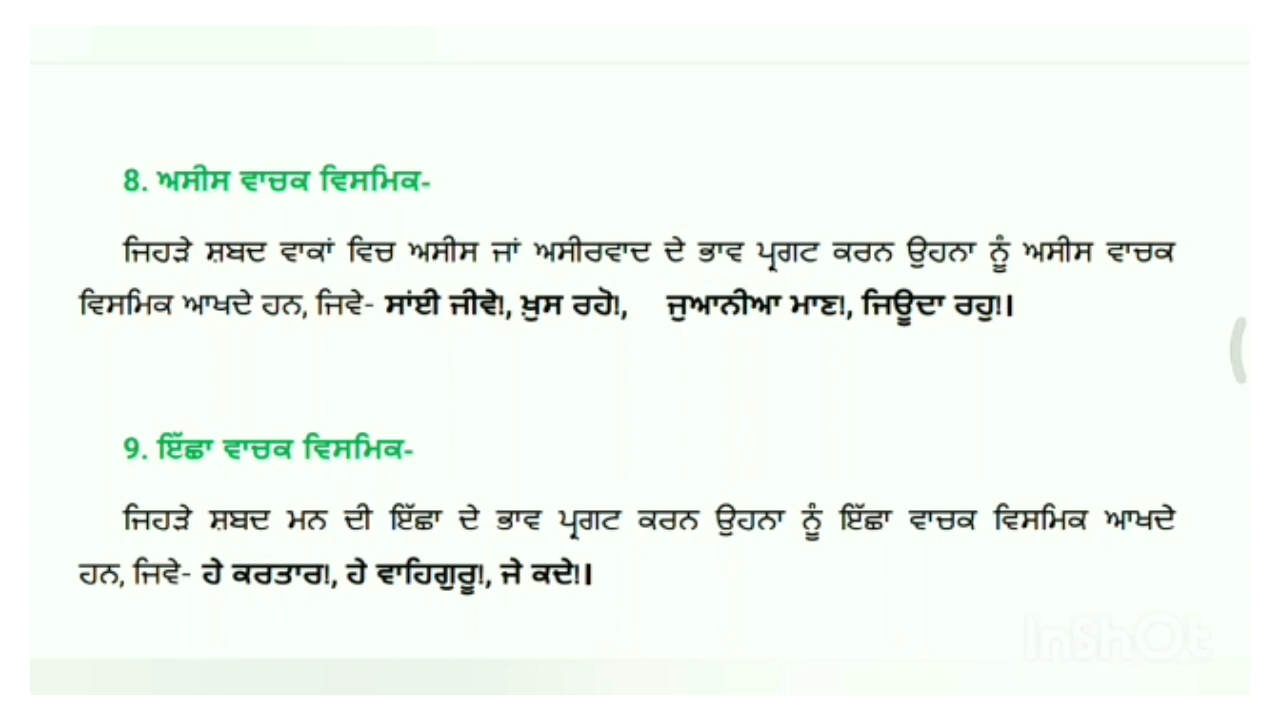 8. ਅਸੀਸ ਵਾਚਕ ਵਿਸਮਿਕ-
ਜਿਹੜੇ ਸ਼ਬਦ ਵਾਕਾਂ ਵਿਚ ਅਸੀਸ ਜਾਂ ਅਸੀਰਵਾਦ ਦੇ ਭਾਵ ਪ੍ਰਗਟ ਕਰਨ ਉਹਨਾ ਨੂੰ ਅਸੀਸ ਵਾਚਕ
ਵਿਸਮਿਕ ਆਖਦੇ ਹਨ, ਜਿਵੇ- ਸਾਂਈ ਜੀਵੇ!, ਖ਼ੁਸ ਰਹੋ!, ਜੁਆਨੀਆ ਮਾਣ!, ਜਿਊਦਾ ਰਹੁ!।
9. ਇੱਛਾ ਵਾਚਕ ਵਿਸਮਿਕ-
ਜਿਹੜੇ ਸ਼ਬਦ ਮਨ ਦੀ ਇੱਛਾ ਦੇ ਭਾਵ ਪ੍ਰਗਟ ਕਰਨ ਉਹਨਾ ਨੂੰ ਇੱਛਾ ਵਾਚਕ ਵਿਸਮਿਕ ਆਖਦੇ
ਹਨ, ਜਿਵੇ- ਹੇ ਕਰਤਾਰ!, ਹੇ ਵਾਹਿਗੁਰੂ!, ਜੇ ਕਦੇ!।
InShOt